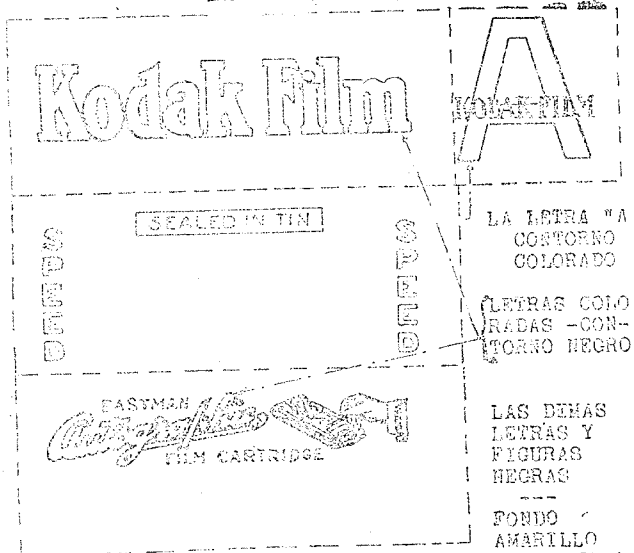 Kodak Film
A
KODAK FILM
SEALED IN TIN
SPEED
SPEED
EASTMAN
Autographic
FILM CARTRIDGE
LA LETRA "A
CONTORNO
COLORADO
LETRAS COLO
RADAS -CON-
TORNO NEGRO
LAS DEMAS
LETRAS Y
FIGURAS
NEGRAS
---
FONDO
AMARILLO